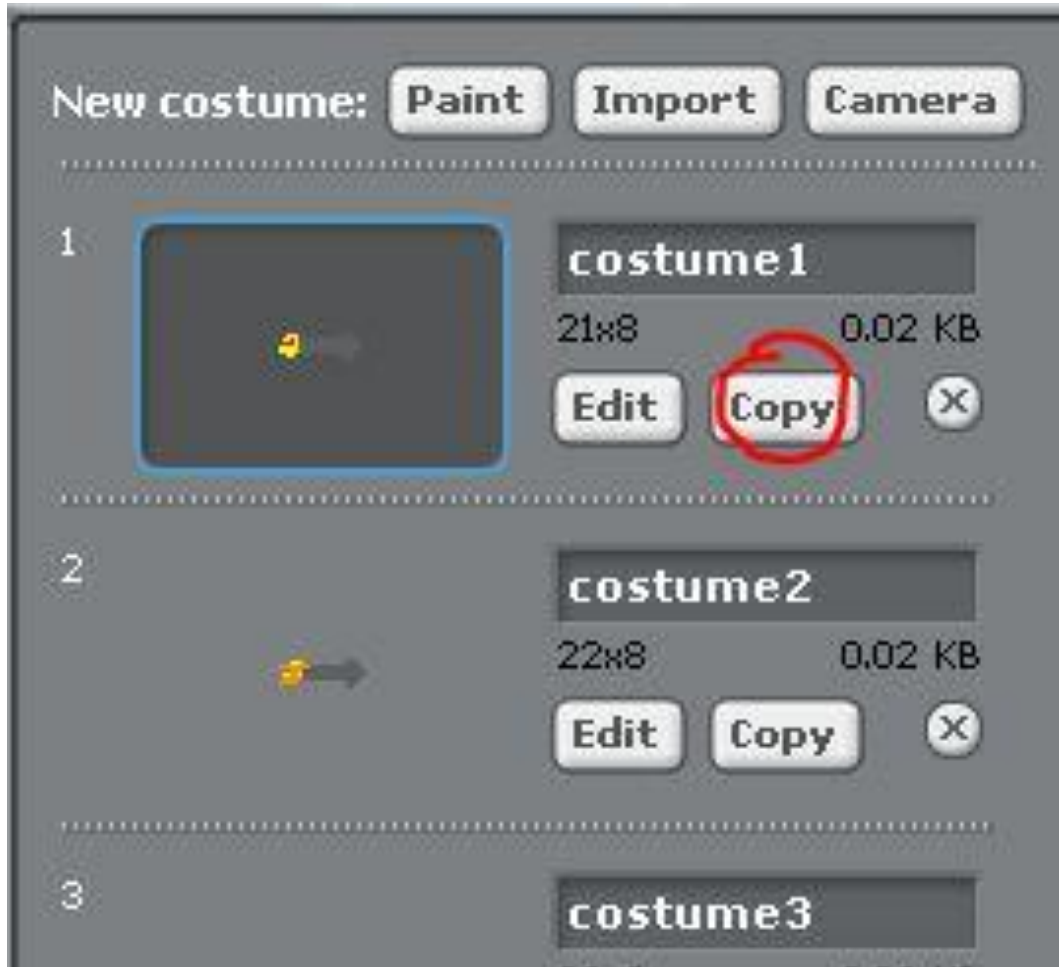 New costume: Paint Import Camera
1
costume1
21x8 0.02 KB
Edit Copy X
2
costume2
22x8 0.02 KB
Edit Copy X
3
costume3